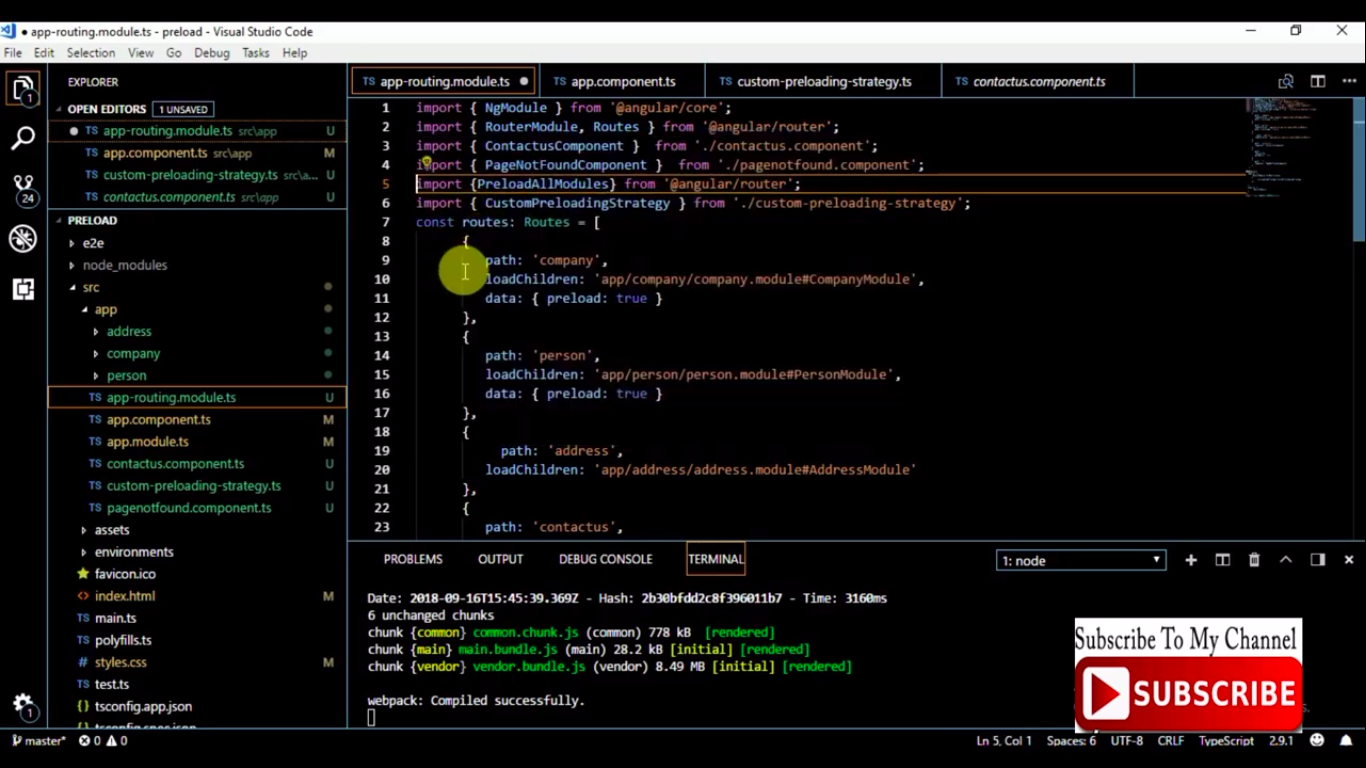 ● app-routing.module.ts - preload - Visual Studio Code
File Edit Selection View Go Debug Tasks Help
EXPLORER
OPEN EDITORS 1 UNSAVED
● TS app-routing.module.ts src\app U
TS app.component.ts src\app M
TS custom-preloading-strategy.ts src\a... U
TS contactus.component.ts src\app U
PRELOAD
e2e
node_modules
src
app
address
company
person
TS app-routing.module.ts U
TS app.component.ts M
TS app.module.ts M
TS contactus.component.ts U
TS custom-preloading-strategy.ts U
TS pagenotfound.component.ts U
assets
environments
favicon.ico
<> index.html M
TS main.ts
TS polyfills.ts
# styles.css M
TS test.ts
{} tsconfig.app.json
{} tsconfig.spec.json
1
24
1
TS app-routing.module.ts ● TS app.component.ts TS custom-preloading-strategy.ts TS contactus.component.ts
1 import { NgModule } from '@angular/core';
2 import { RouterModule, Routes } from '@angular/router';
3 import { ContactusComponent }  from './contactus.component';
4 import { PageNotFoundComponent }  from './pagenotfound.component';
5 import {PreloadAllModules} from '@angular/router';
6 import { CustomPreloadingStrategy } from './custom-preloading-strategy';
7 const routes: Routes = [
8 {
9 path: 'company',
10 loadChildren: 'app/company/company.module#CompanyModule',
11 data: { preload: true }
12 },
13 {
14 path: 'person',
15 loadChildren: 'app/person/person.module#PersonModule',
16 data: { preload: true }
17 },
18 {
19 path: 'address',
20 loadChildren: 'app/address/address.module#AddressModule'
21 },
22 {
23 path: 'contactus',
PROBLEMS OUTPUT DEBUG CONSOLE TERMINAL 1: node
Date: 2018-09-16T15:45:39.369Z - Hash: 2b30bfdd2c8f396011b7 - Time: 3160ms
6 unchanged chunks
chunk {common} common.chunk.js (common) 778 kB [rendered]
chunk {main} main.bundle.js (main) 28.2 kB [initial] [rendered]
chunk {vendor} vendor.bundle.js (vendor) 8.49 MB [initial] [rendered]
webpack: Compiled successfully.
Subscribe To My Channel
SUBSCRIBE
master* 0 0 Ln 5, Col 1 Spaces: 6 UTF-8 CRLF TypeScript 2.9.1